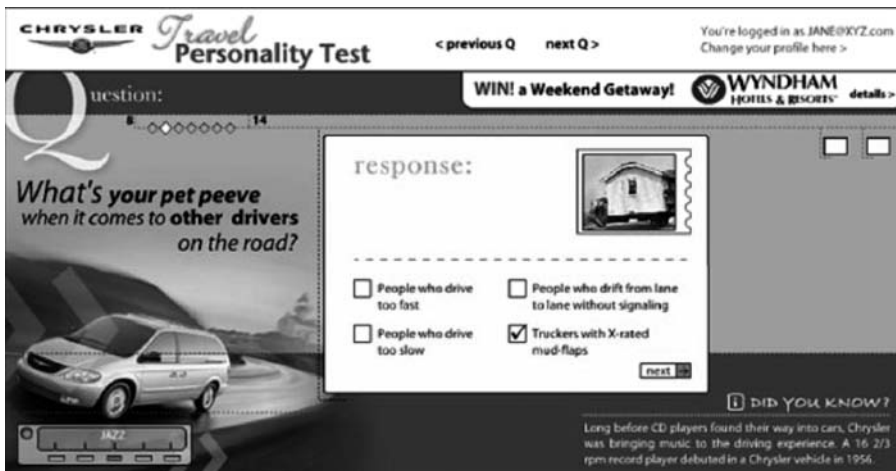 CHRYSLER
Travel
Personality Test
< previous Q
next Q >
You're logged in as JANE@XYZ.com
Change your profile here >
Question:
WIN! a Weekend Getaway!
WYNDHAM
HOTELS & RESORTS
details >
8
14
What's your pet peeve
when it comes to other drivers
on the road?
response:
People who drive
too fast
People who drift from lane
to lane without signaling
People who drive
too slow
Truckers with X-rated
mud-flaps
next
DID YOU KNOW?
Long before CD players found their way into cars, Chrysler
was bringing music to the driving experience. A 16 2/3
rpm record player debuted in a Chrysler vehicle in 1956.
JAZZ